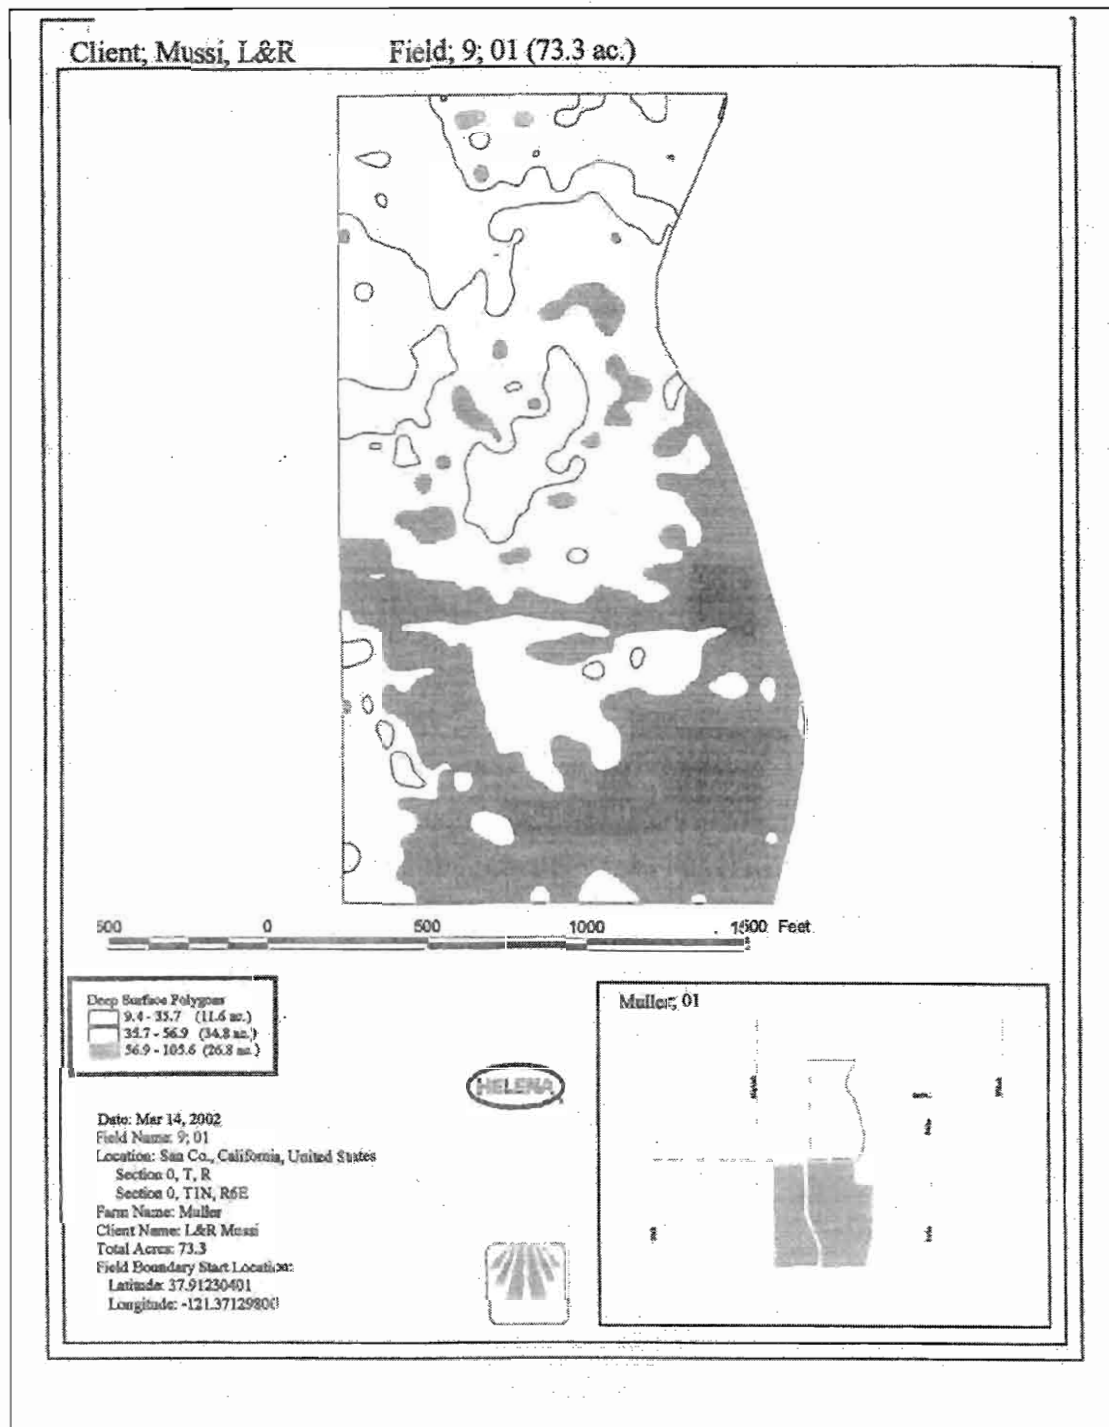 Client; Mussi, L&R Field; 9; 01 (73.3 ac.)
500 0 500 1000 1500 Feet
Deep Surface Polygons
9.4 - 35.7 (11.6 ac.)
35.7 - 56.9 (34.8 ac.)
56.9 - 105.6 (26.8 ac.)
HELENA
Date: Mar 14, 2002
Field Name: 9; 01
Location: San Co., California, United States
Section 0, T, R
Section 0, T1N, R6E
Farm Name: Muller
Client Name: L&R Mussi
Total Acres: 73.3
Field Boundary Start Location:
Latitude: 37.91230401
Longitude: -121.37129800
Muller; 01